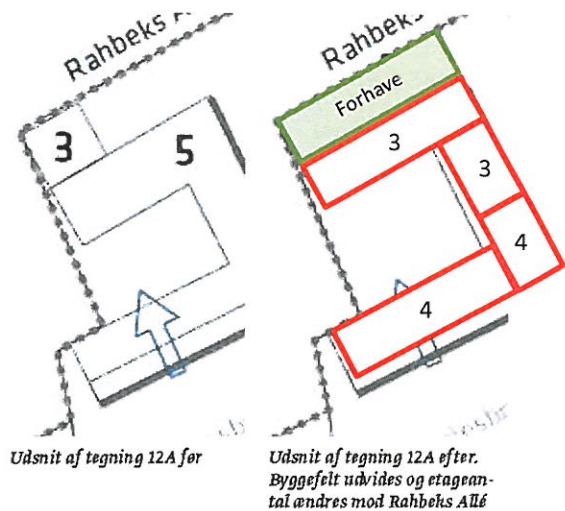 Rahbeks Allé
3
5
Rahbeks
Forhave
3
3
4
4
Udsnit af tegning 12A før
Udsnit af tegning 12A efter.
Byggefelt udvides og etagean-
tal ændres mod Rahbeks Allé